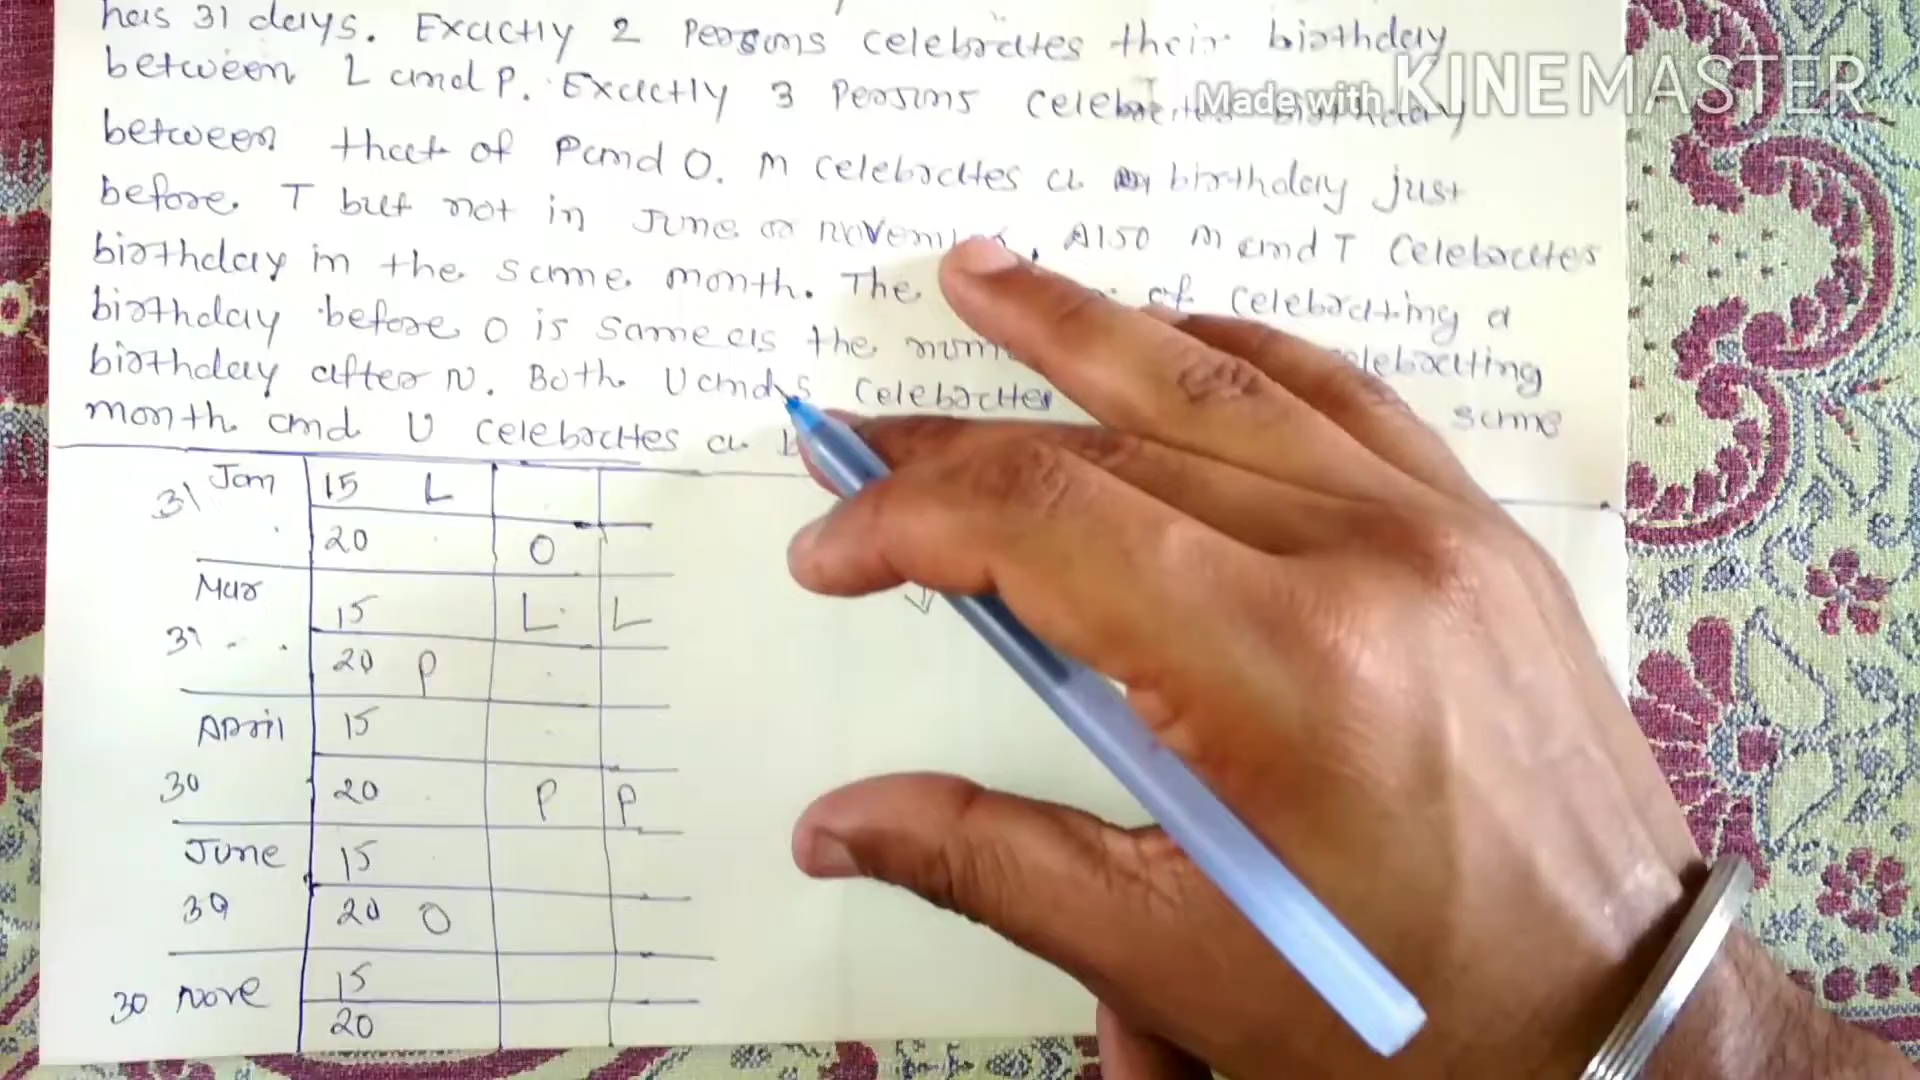 has 31 days. Exactly 2 Persons celebrates their birthday
between L and P. Exactly 3 Persons celebrates birthday
Made with KINEMASTER
between that of P and O. M celebrates a birthday just
before T but not in June or november. Also M and T Celebrates
birthday in the same month. The of celebrating a
birthday before O is same as the celebrating
birthday after N. Both U and S celebrates same
month and U celebrates a
Jan 15 L
31
20 O
Mar
15 L L
31
20 P
April 15
30 20 P P
June 15
30 20 O
15
30 Nove
20